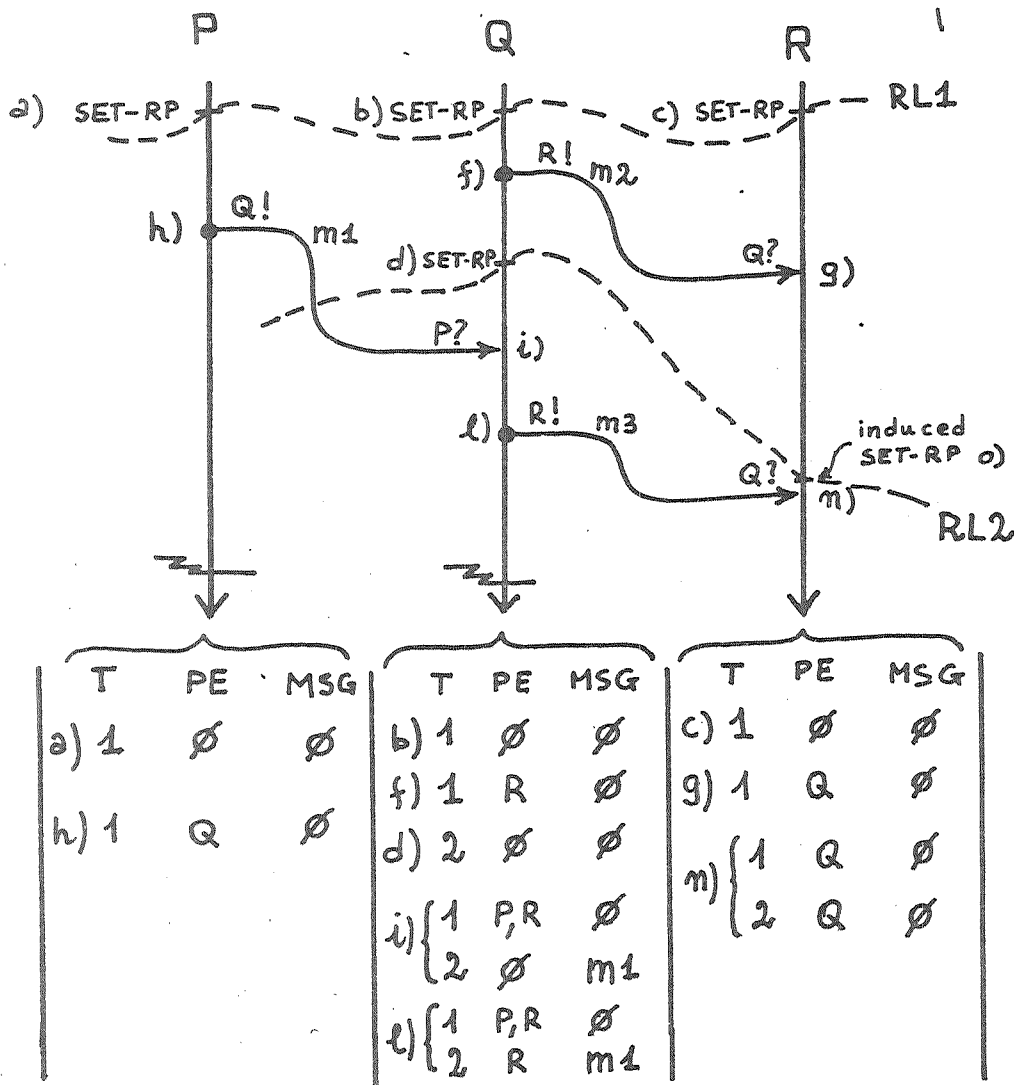 P Q R 1
a) SET-RP b) SET-RP c) SET-RP RL1
f) R! m2
h) Q! m1
d) SET-RP Q? g)
P? i)
l) R! m3 induced
SET-RP o)
Q? n)
RL2
T PE MSG T PE MSG T PE MSG
a) 1 Ø Ø b) 1 Ø Ø c) 1 Ø Ø
f) 1 R Ø g) 1 Q Ø
h) 1 Q Ø d) 2 Ø Ø n) { 1 Q Ø
i) { 1 P,R Ø 2 Q Ø
2 Ø m1
l) { 1 P,R Ø
2 R m1